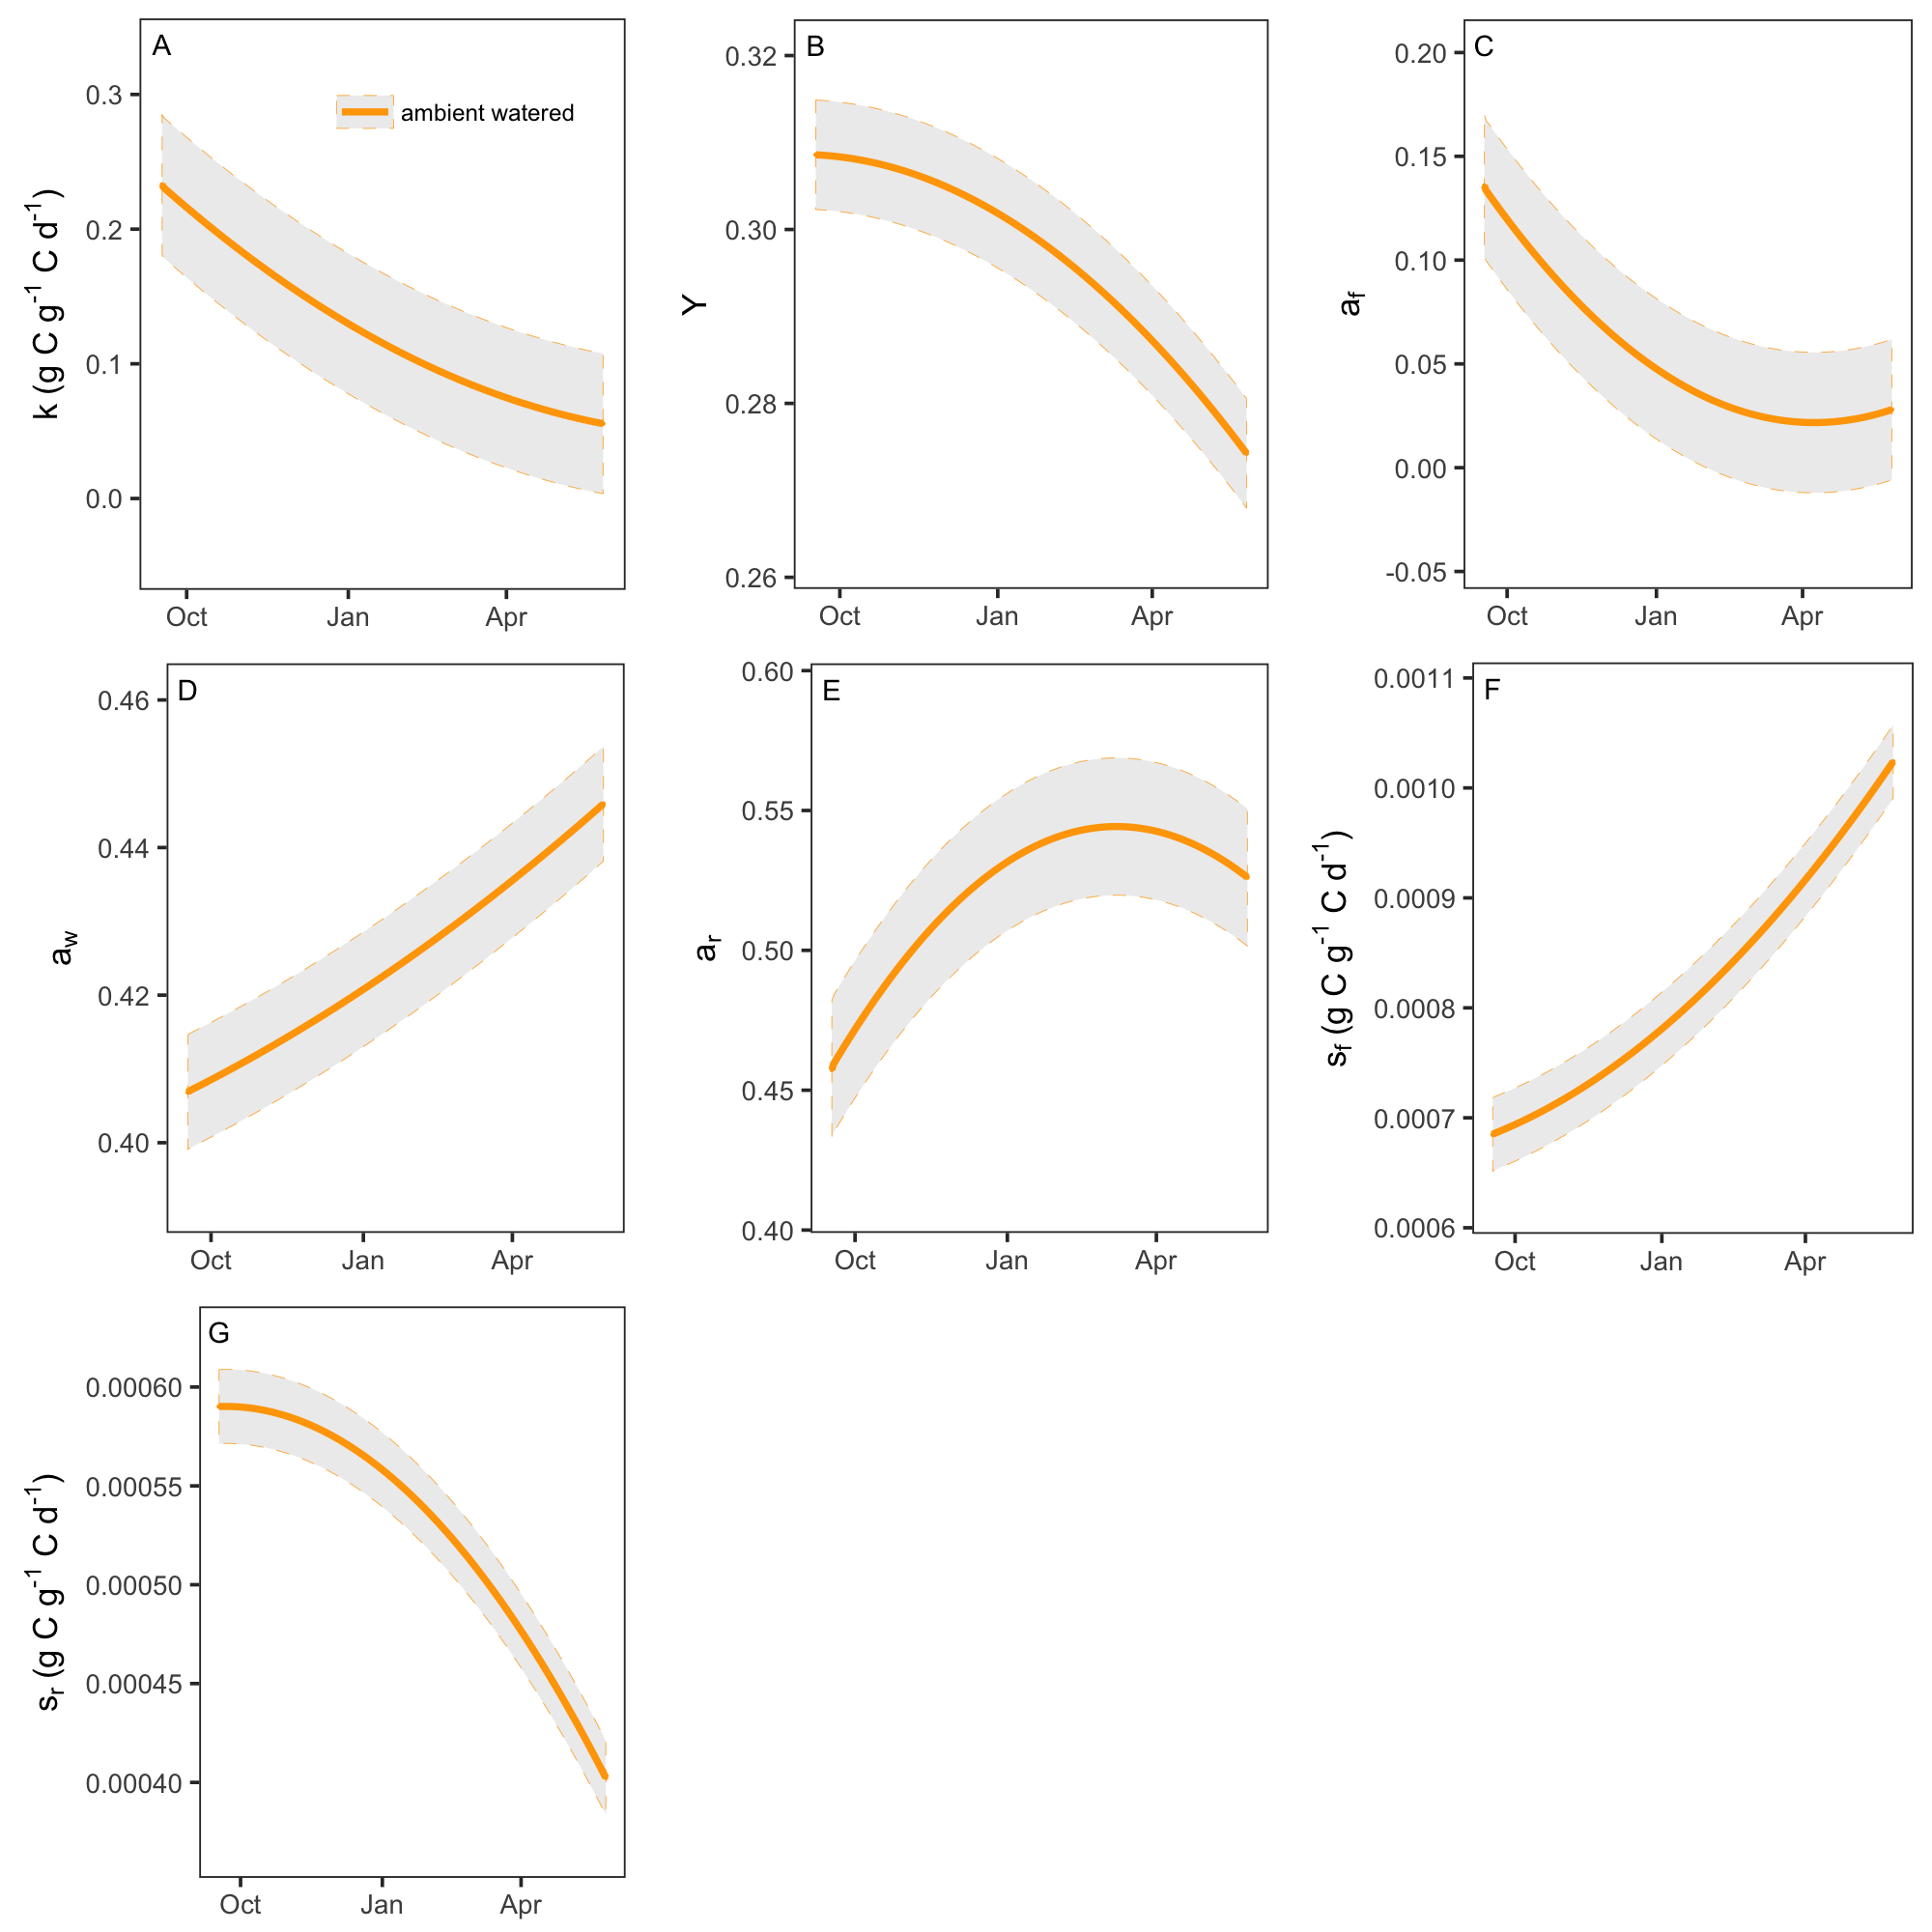 A
ambient watered
0.3
0.2
0.1
0.0
k (g C g⁻¹ C d⁻¹)
Oct Jan Apr
B
0.32
0.30
0.28
0.26
Y
Oct Jan Apr
C
0.20
0.15
0.10
0.05
0.00
-0.05
a_f
Oct Jan Apr
D
0.46
0.44
0.42
0.40
a_w
Oct Jan Apr
E
0.60
0.55
0.50
0.45
0.40
a_r
Oct Jan Apr
F
0.0011
0.0010
0.0009
0.0008
0.0007
0.0006
s_f (g C g⁻¹ C d⁻¹)
Oct Jan Apr
G
0.00060
0.00055
0.00050
0.00045
0.00040
s_r (g C g⁻¹ C d⁻¹)
Oct Jan Apr